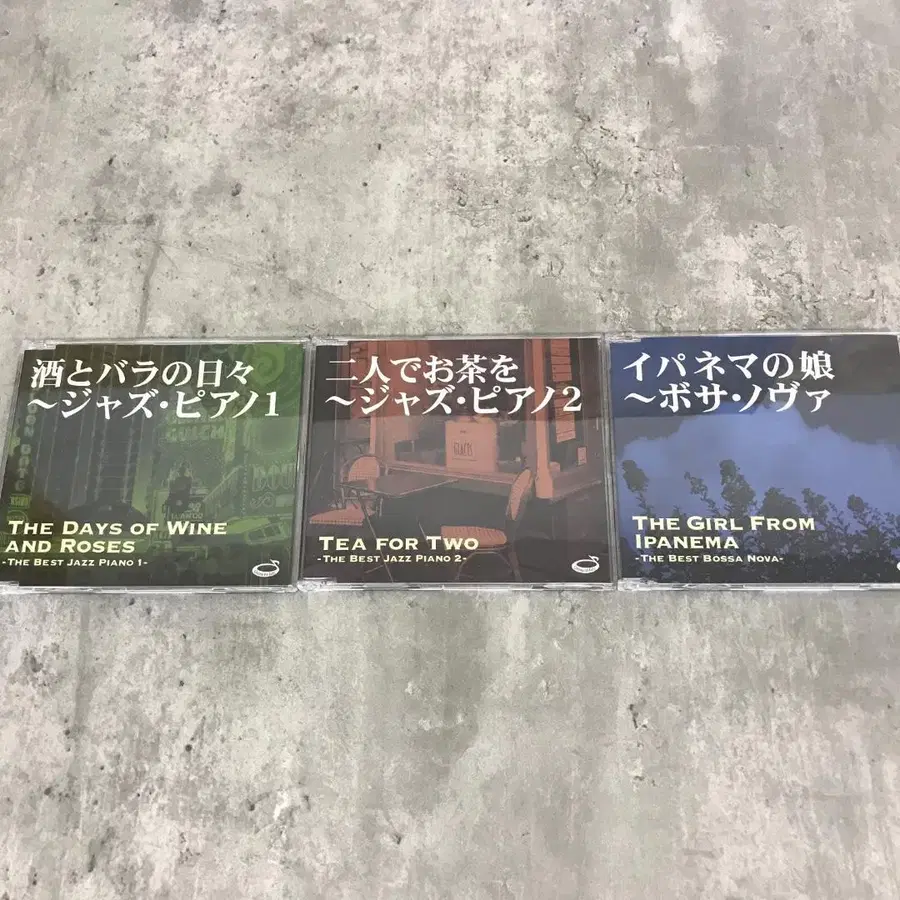 酒とバラの日々
～ジャズ・ピアノ1
THE DAYS OF WINE
AND ROSES
-THE BEST JAZZ PIANO 1-
二人でお茶を
～ジャズ・ピアノ2
GLACES
TEA FOR TWO
-THE BEST JAZZ PIANO 2-
イパネマの娘
～ボサ・ノヴァ
THE GIRL FROM
IPANEMA
-THE BEST BOSSA NOVA-